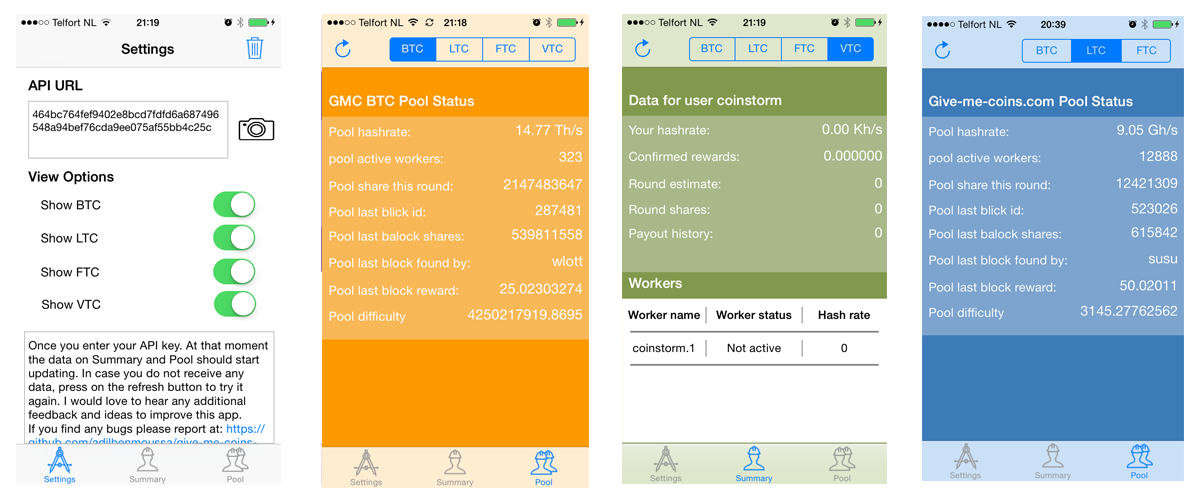 ●●●○○ Telfort NL 21:19
Settings
API URL
464bc764fef9402e8bcd7fdfd6a687496
548a94bef76cda9ee075af55bb4c25c
View Options
Show BTC
Show LTC
Show FTC
Show VTC
Once you enter your API key. At that moment
the data on Summary and Pool should start
updating. In case you do not receive any
data, press on the refresh button to try it
again. I would love to hear any additional
feedback and ideas to improve this app.
If you find any bugs please report at: https://
github.com/adilbenmoussa/give-me-coins-
Settings Summary Pool
●●●○○ Telfort NL 21:18
BTC LTC FTC VTC
GMC BTC Pool Status
Pool hashrate: 14.77 Th/s
pool active workers: 323
Pool share this round: 2147483647
Pool last blick id: 287481
Pool last balock shares: 539811558
Pool last block found by: wlott
Pool last block reward: 25.02303274
Pool difficulty 4250217919.8695
Settings Summary Pool
●●●○○ Telfort NL 21:19
BTC LTC FTC VTC
Data for user coinstorm
Your hashrate: 0.00 Kh/s
Confirmed rewards: 0.000000
Round estimate: 0
Round shares: 0
Payout history: 0
Workers
Worker name Worker status Hash rate
coinstorm.1 Not active 0
Settings Summary Pool
●●●●○ Telfort NL 20:39
BTC LTC FTC
Give-me-coins.com Pool Status
Pool hashrate: 9.05 Gh/s
pool active workers: 12888
Pool share this round: 12421309
Pool last blick id: 523026
Pool last balock shares: 615842
Pool last block found by: susu
Pool last block reward: 50.02011
Pool difficulty 3145.27762562
Settings Summary Pool